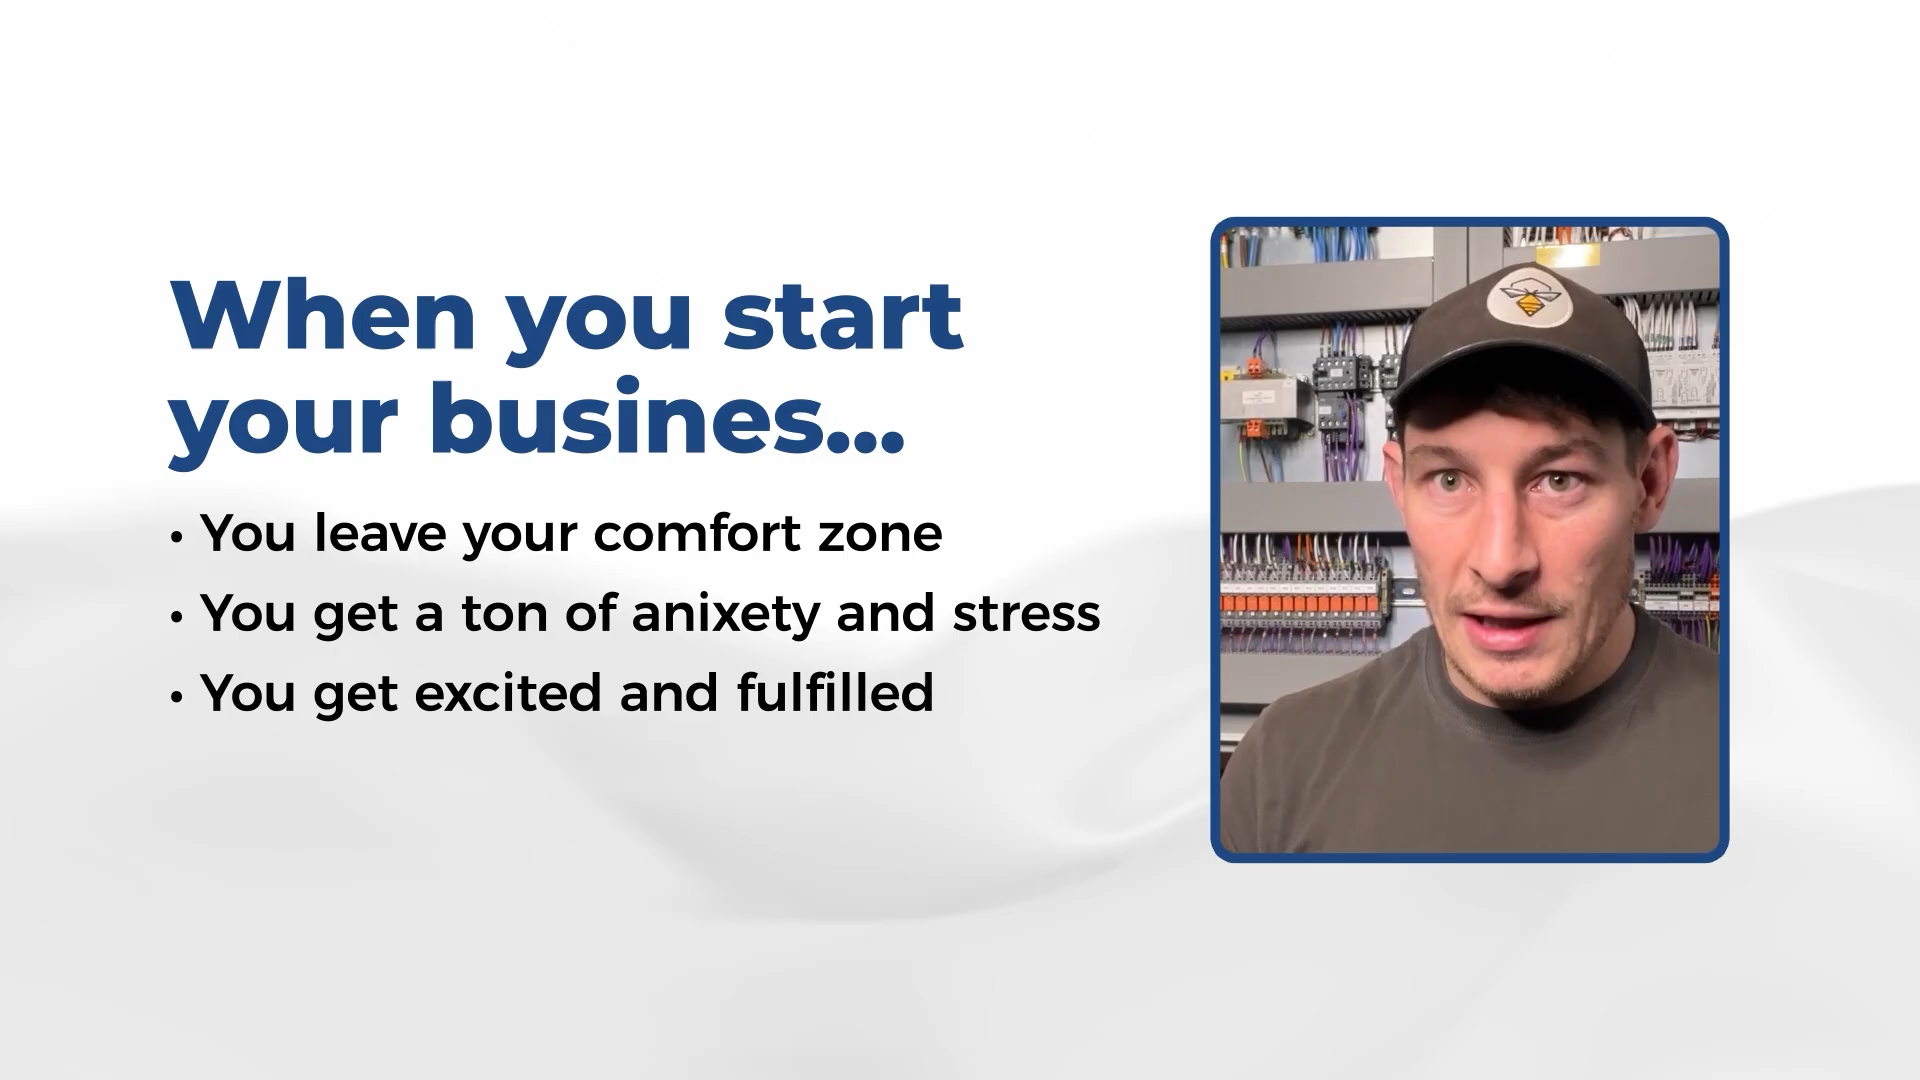 When you start
your busines...
• You leave your comfort zone
• You get a ton of anixety and stress
• You get excited and fulfilled